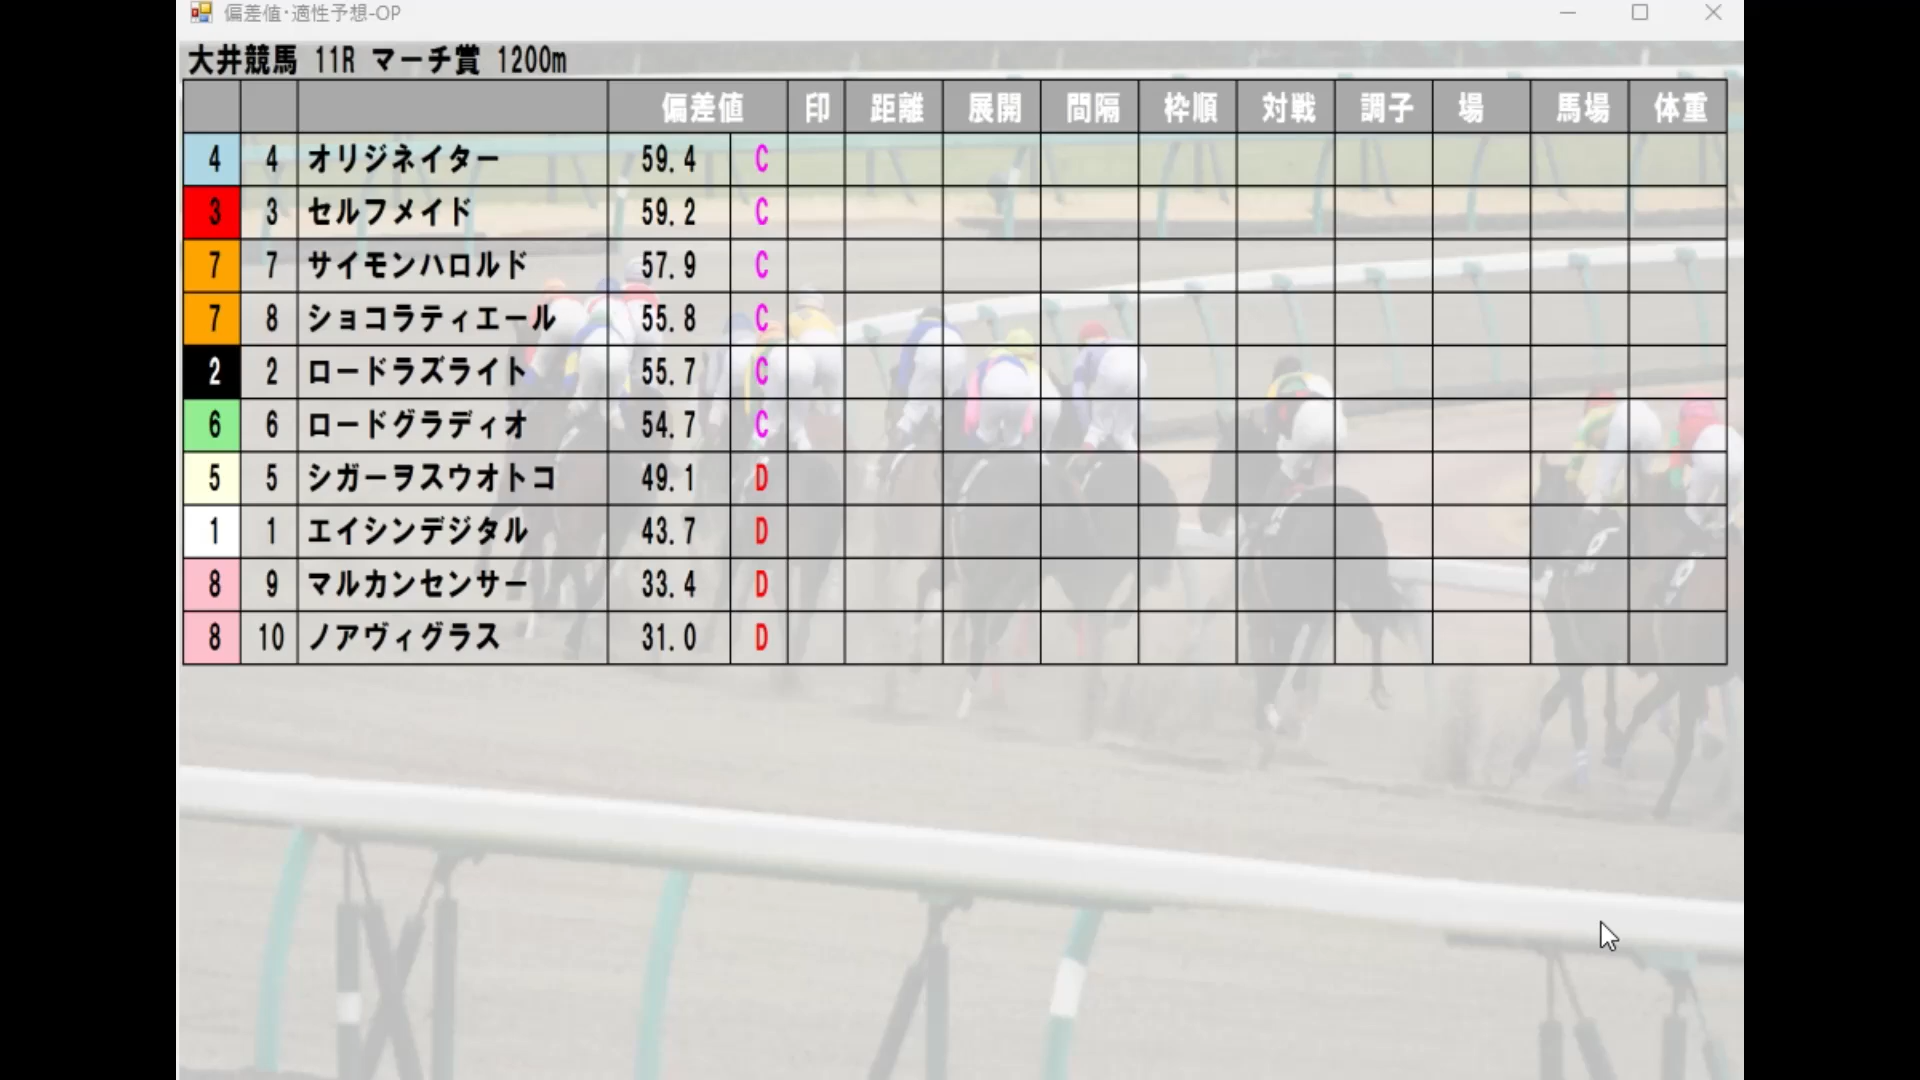 偏差値・適性予想-OP
大井競馬 11R マーチ賞 1200m
偏差値 印 距離 展開 間隔 枠順 対戦 調子 場 馬場 体重
4 4 オリジネイター 59.4 C
3 3 セルフメイド 59.2 C
7 7 サイモンハロルド 57.9 C
7 8 ショコラティエール 55.8 C
2 2 ロードラズライト 55.7 C
6 6 ロードグラディオ 54.7 C
5 5 シガーヲスウオトコ 49.1 D
1 1 エイシンデジタル 43.7 D
8 9 マルカンセンサー 33.4 D
8 10 ノアヴィグラス 31.0 D